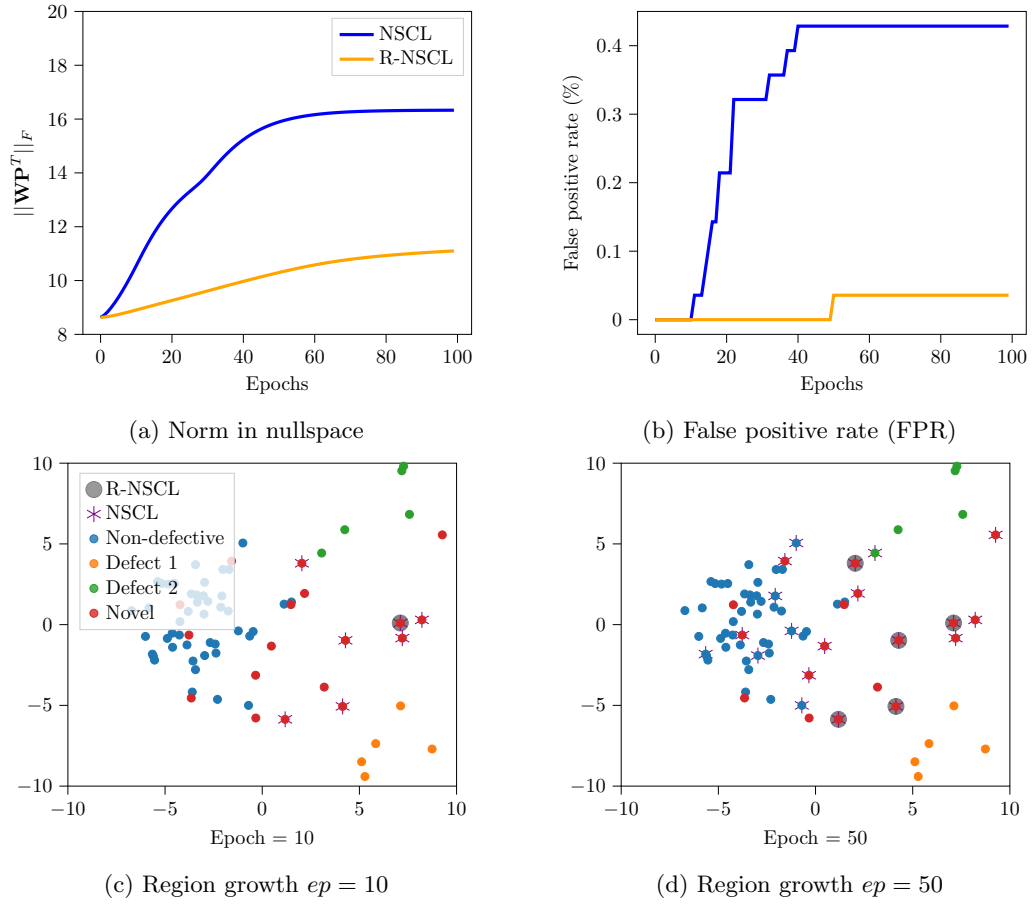 20
18
16
14
12
10
8
||WP^T||_F
NSCL
R-NSCL
0 20 40 60 80 100
Epochs
(a) Norm in nullspace
0.4
0.3
0.2
0.1
0
False positive rate (%)
0 20 40 60 80 100
Epochs
(b) False positive rate (FPR)
10
5
0
−5
−10
R-NSCL
NSCL
Non-defective
Defect 1
Defect 2
Novel
−10 −5 0 5 10
Epoch = 10
(c) Region growth ep = 10
10
5
0
−5
−10
−10 −5 0 5 10
Epoch = 50
(d) Region growth ep = 50